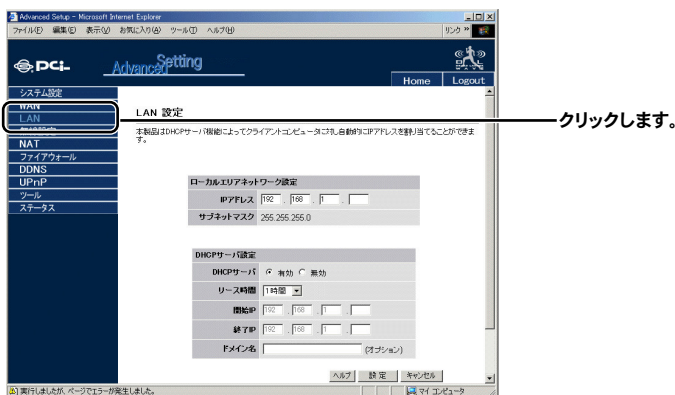 Advanced Setup - Microsoft Internet Explorer
ファイル(F) 編集(E) 表示(V) お気に入り(A) ツール(T) ヘルプ(H) リンク »
PCi
Advanced Setting
Home Logout
システム設定
WAN
LAN
無線設定
NAT
ファイアウォール
DDNS
UPnP
ツール
ステータス
LAN 設定
本製品はDHCPサーバ機能によってクライアントコンピュータに対し自動的にIPアドレスを割り当てることができま
す。
ローカルエリアネットワーク設定
IPアドレス 192 . 168 . 1 .
サブネットマスク 255.255.255.0
DHCPサーバ設定
DHCPサーバ 有効 無効
リース時間 1時間
開始IP 192 . 168 . 1 .
終了IP 192 . 168 . 1 .
ドメイン名 (オプション)
ヘルプ 設定 キャンセル
実行しましたが、ページでエラーが発生しました。 マイ コンピュータ
クリックします。